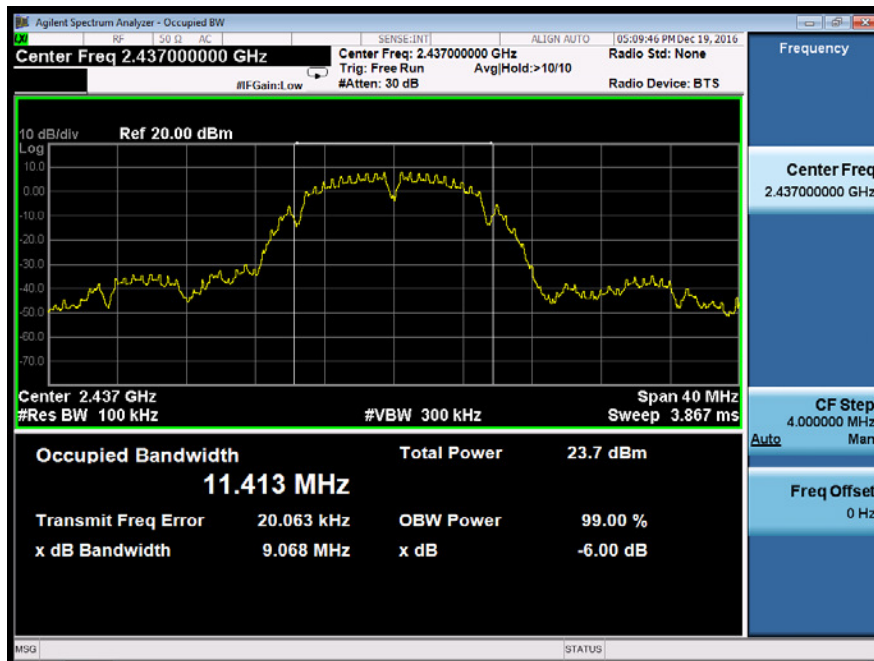 Agilent Spectrum Analyzer - Occupied BW
LXI RF 50 Ω AC SENSE:INT ALIGN AUTO 05:09:46 PM Dec 19, 2016
Center Freq 2.437000000 GHz
Center Freq: 2.437000000 GHz
Radio Std: None
Trig: Free Run
Avg|Hold:>10/10
#IFGain:Low
#Atten: 30 dB
Radio Device: BTS
10 dB/div
Ref 20.00 dBm
Log
10.0
0.00
-10.0
-20.0
-30.0
-40.0
-50.0
-60.0
-70.0
Center 2.437 GHz
Span 40 MHz
#Res BW 100 kHz
#VBW 300 kHz
Sweep 3.867 ms
Occupied Bandwidth
Total Power 23.7 dBm
11.413 MHz
Transmit Freq Error 20.063 kHz
OBW Power 99.00 %
x dB Bandwidth 9.068 MHz
x dB -6.00 dB
MSG
STATUS
Frequency
Center Freq
2.437000000 GHz
CF Step
4.000000 MHz
Auto Man
Freq Offset
0 Hz